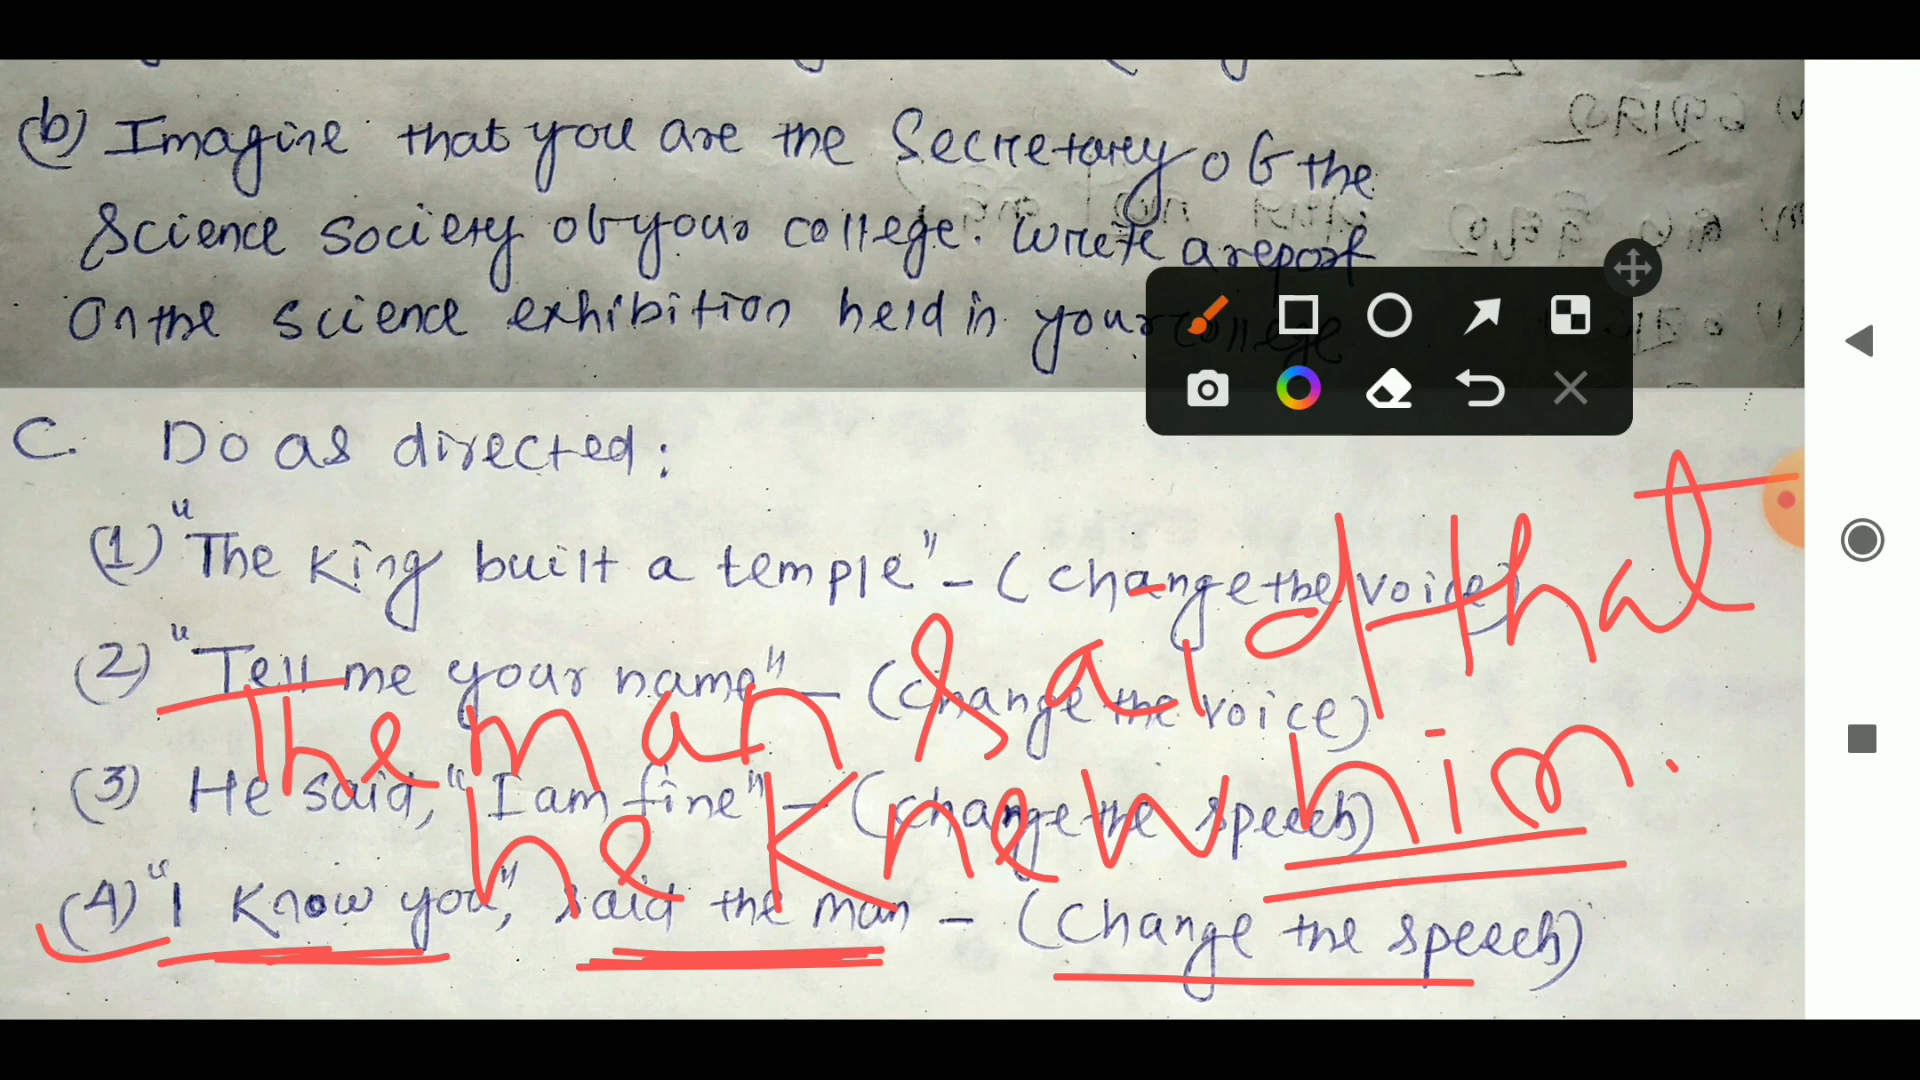 (b) Imagine that you are the Secretary of the
Science society of your college. Write a report
On the science exhibition held in your college
C. Do as directed:
(1) "The King built a temple" - (change the voice)
(2) "Tell me your name" - (change the voice)
(3) He said, "I am fine" - (change the speech)
(4) "I Know you", said the man - (Change the speech)
The man said that
he Knew him.